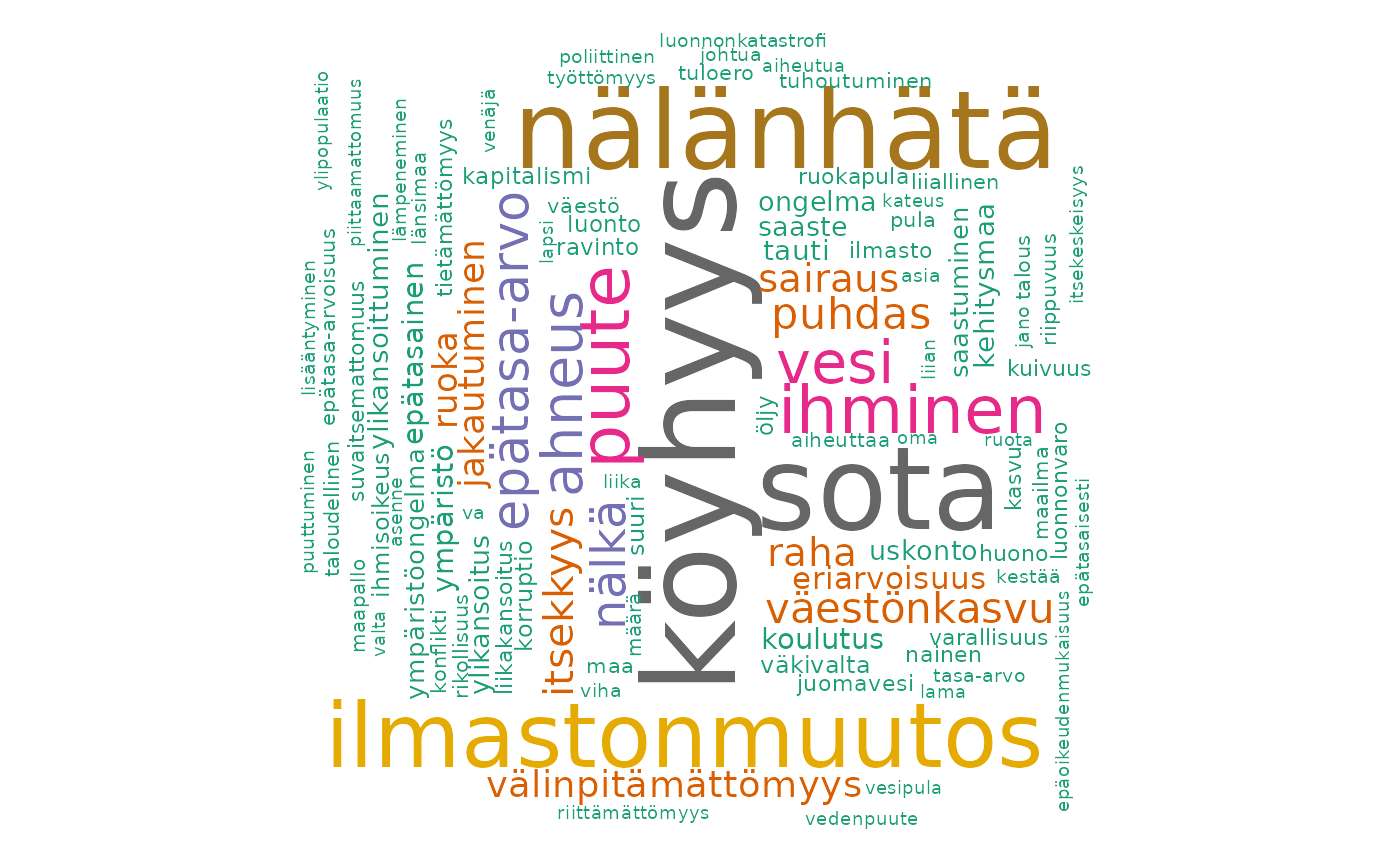 luonnonkatastrofi
poliittinen
johtua
aiheutua
työttömyys
tuloero
tuhoutuminen
nälänhätä
ylipopulaatio
piittaamattomuus
lämpeneminen
länsimaa
tietämättömyys
venäjä
kapitalismi
ruokapula
liiallinen
väestö
luonto
ravinto
lapsi
ongelma
kateus
saaste
pula
tauti
ilmasto
sairaus
asia
puhdas
vesi
liian
saastuminen
kehitysmaa
jano
talous
riippuvuus
itsekeskeisyys
kuivuus
ihminen
öljy
aiheuttaa
oma
ruota
sota
kasvu
maailma
luonnonvaro
epätasaisesti
köyhyys
puute
ahneus
epätasa-arvo
jakautuminen
ruoka
epätasainen
ylikansoittuminen
suvaitsemattomuus
epätasa-arvoisuus
lisääntyminen
puuttuminen
taloudellinen
ihmisoikeus
asenne
ympäristöongelma
ympäristö
va
liika
suuri
nälkä
itsekkyys
määrä
korruptio
liikakansoitus
ylikansoitus
rikollisuus
konflikti
valta
maapallo
maa
viha
raha
uskonto
huono
eriarvoisuus
kestää
väestönkasvu
koulutus
varallisuus
nainen
väkivalta
juomavesi
tasa-arvo
lama
epäoikeudenmukaisuus
ilmastonmuutos
välinpitämättömyys
vesipula
riittämättömyys
vedenpuute